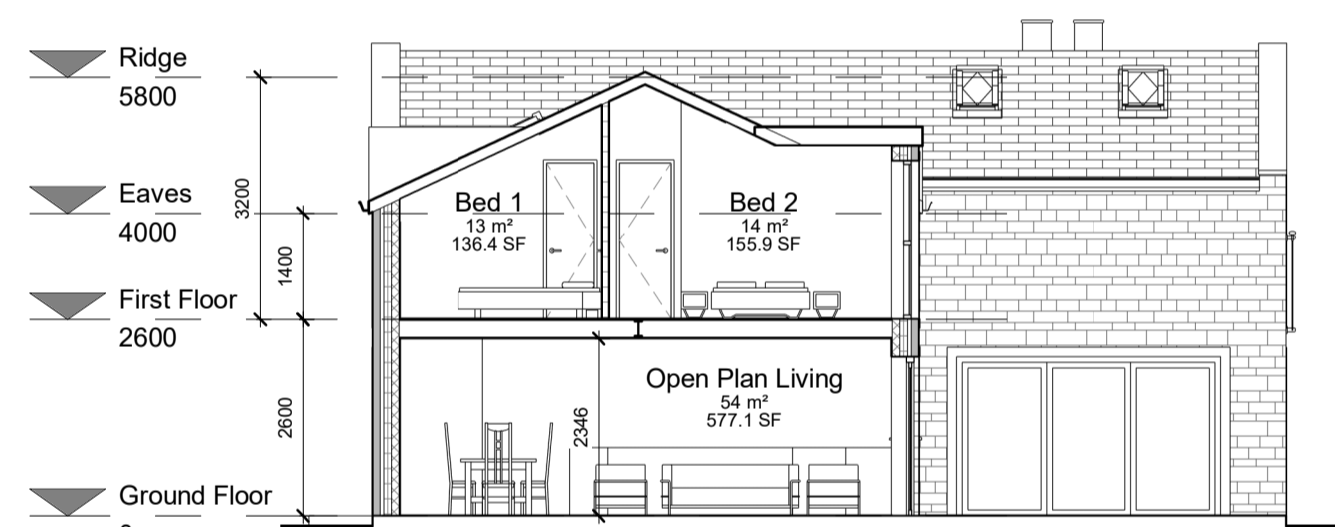 Ridge
5800
Eaves
4000
First Floor
2600
Ground Floor
3200
1400
2600
2346
Bed 1
13 m²
136.4 SF
Bed 2
14 m²
155.9 SF
Open Plan Living
54 m²
577.1 SF